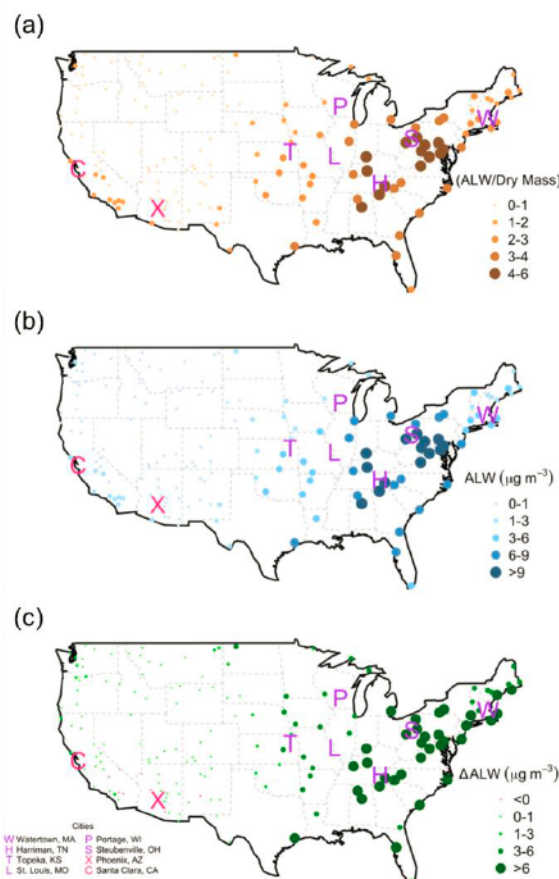 (a)
P
W
S
C
T
L
(ALW/Dry Mass)
X
H
0-1
1-2
2-3
3-4
4-6
(b)
P
W
S
T
L
C
ALW (μg m⁻³)
H
0-1
X
1-3
3-6
6-9
>9
(c)
P
W
S
T
L
C
H
ΔALW (μg m⁻³)
X
<0
0-1
Cities
1-3
W Watertown, MA P Portage, WI
H Harriman, TN S Steubenville, OH
3-6
T Topeka, KS X Phoenix, AZ
>6
L St. Louis, MO C Santa Clara, CA